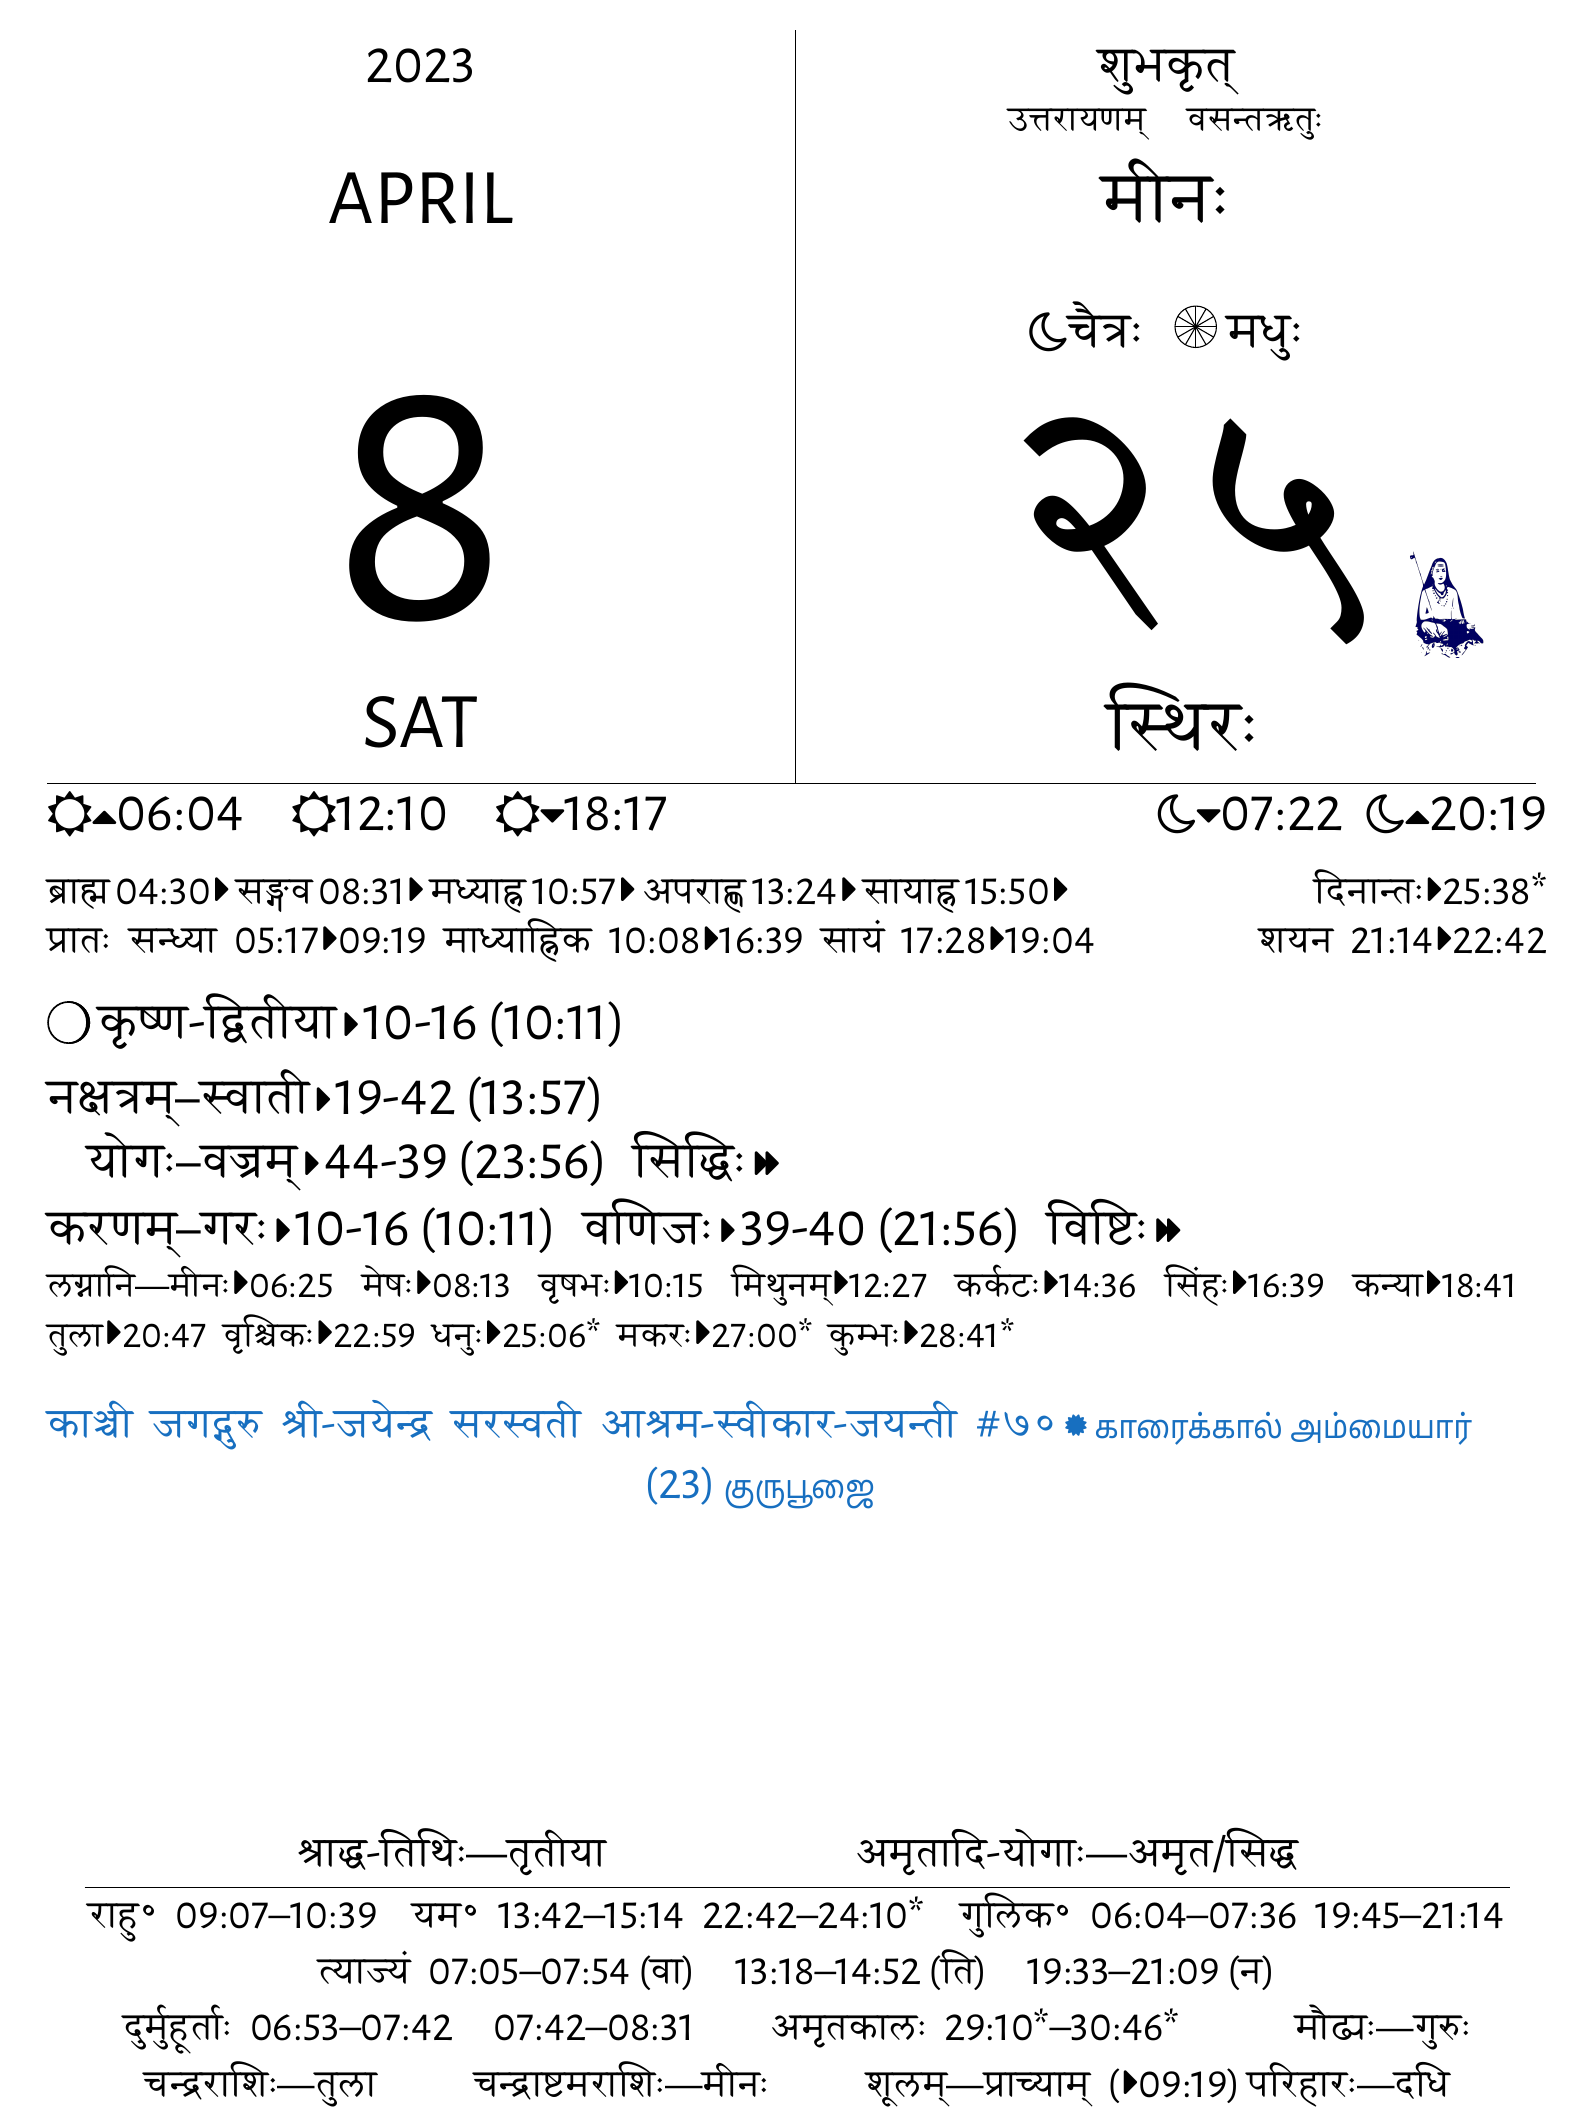 2023
APRIL
8
SAT
शुभकृत्
उत्तरायणम् वसन्तऋतुः
मीनः
चैत्रः मधुः
२५
स्थिरः
06:04 12:10 18:17 07:22 20:19
ब्राह्म 04:30 सङ्गव 08:31 मध्याह्न 10:57 अपराह्ण 13:24 सायाह्न 15:50 दिनान्तः 25:38*
प्रातः सन्ध्या 05:17 09:19 माध्याह्निक 10:08 16:39 सायं 17:28 19:04 शयन 21:14 22:42
कृष्ण-द्वितीया 10-16 (10:11)
नक्षत्रम्–स्वाती 19-42 (13:57)
योगः–वज्रम् 44-39 (23:56) सिद्धिः
करणम्–गरः 10-16 (10:11) वणिजः 39-40 (21:56) विष्टिः
लग्नानि—मीनः 06:25 मेषः 08:13 वृषभः 10:15 मिथुनम् 12:27 कर्कटः 14:36 सिंहः 16:39 कन्या 18:41
तुला 20:47 वृश्चिकः 22:59 धनुः 25:06* मकरः 27:00* कुम्भः 28:41*
काञ्ची जगद्गुरु श्री-जयेन्द्र सरस्वती आश्रम-स्वीकार-जयन्ती #७० காரைக்கால் அம்மையார்
(23) குருபூஜை
श्राद्ध-तिथिः—तृतीया अमृतादि-योगाः—अमृत/सिद्ध
राहु° 09:07–10:39 यम° 13:42–15:14 22:42–24:10* गुलिक° 06:04–07:36 19:45–21:14
त्याज्यं 07:05–07:54 (वा) 13:18–14:52 (ति) 19:33–21:09 (न)
दुर्मुहूर्ताः 06:53–07:42 07:42–08:31 अमृतकालः 29:10*–30:46* मौढ्यः—गुरुः
चन्द्रराशिः—तुला चन्द्राष्टमराशिः—मीनः शूलम्—प्राच्याम् (09:19) परिहारः—दधि